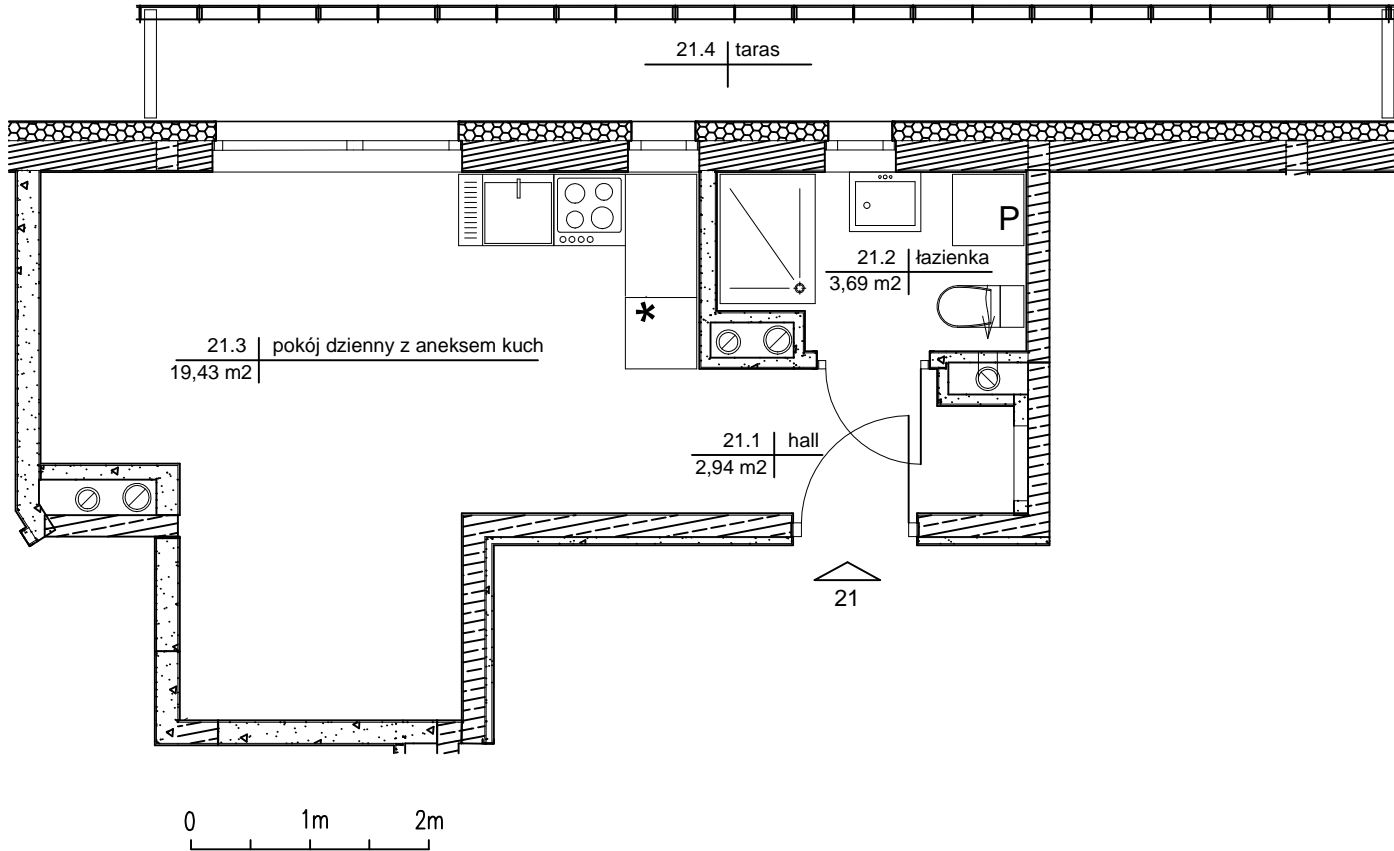 21.4 taras
P
21.2 łazienka
3,69 m2
*
21.3 pokój dzienny z aneksem kuch
19,43 m2
21.1 hall
2,94 m2
21
0 1m 2m